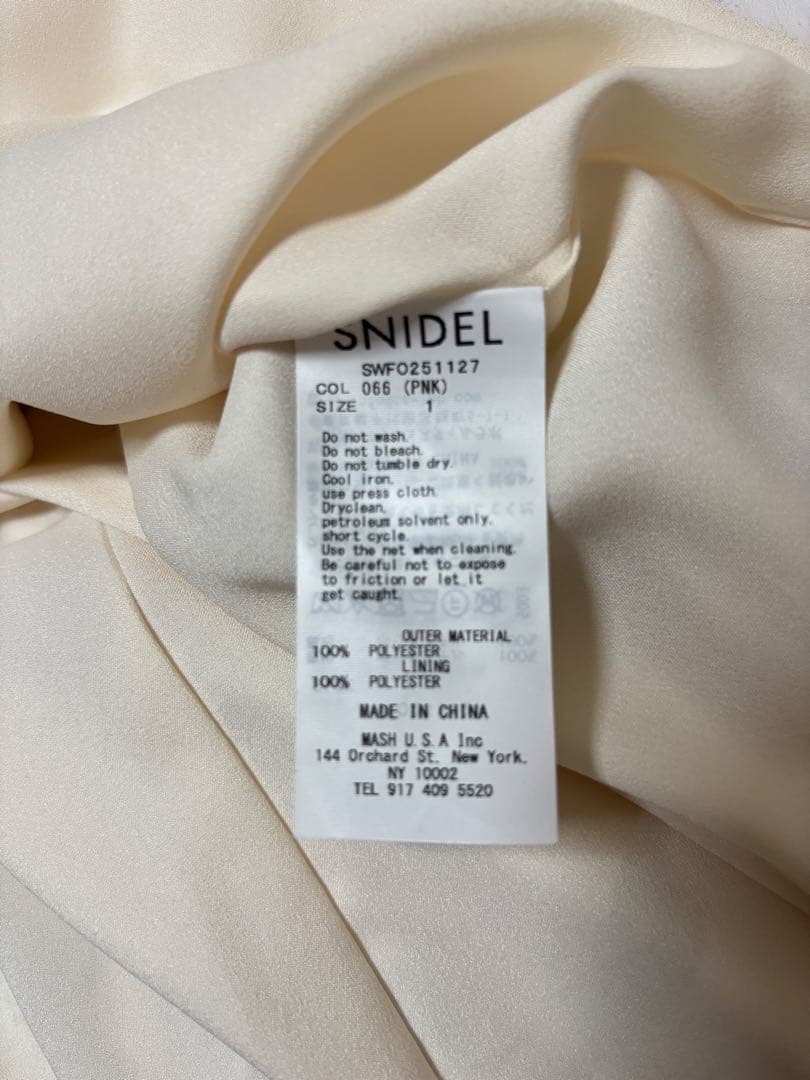 SNIDEL
SWFO251127
COL 066 (PNK)
SIZE 1
Do not wash.
Do not bleach.
Do not tumble dry.
Cool iron.
use press cloth.
Dryclean.
petroleum solvent only.
short cycle.
Use the net when cleaning.
Be careful not to expose
to friction or let it
get caught.
OUTER MATERIAL
100% POLYESTER
LINING
100% POLYESTER
MADE IN CHINA
MASH U.S.A Inc
144 Orchard St. New York.
NY 10002
TEL 917 409 5520